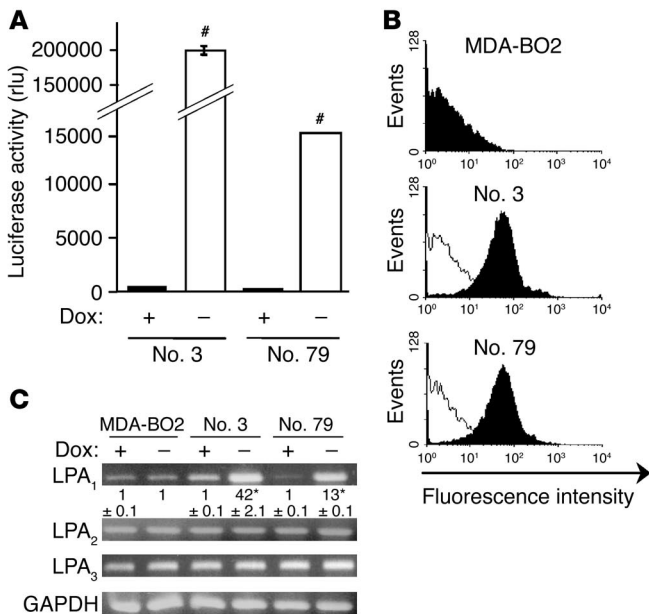 A
Luciferase activity (rlu)
200000
150000
15000
10000
5000
0
#
#
Dox: + − + −
No. 3 No. 79
B
MDA-BO2
Events
128
0
10⁰ 10¹ 10² 10³ 10⁴
No. 3
Events
128
0
10⁰ 10¹ 10² 10³ 10⁴
No. 79
Events
128
0
10⁰ 10¹ 10² 10³ 10⁴
Fluorescence intensity
C
MDA-BO2 No. 3 No. 79
Dox: + − + − + −
LPA₁
1 1 1 42* 1 13*
± 0.1 ± 0.1 ± 2.1 ± 0.1 ± 0.1
LPA₂
LPA₃
GAPDH